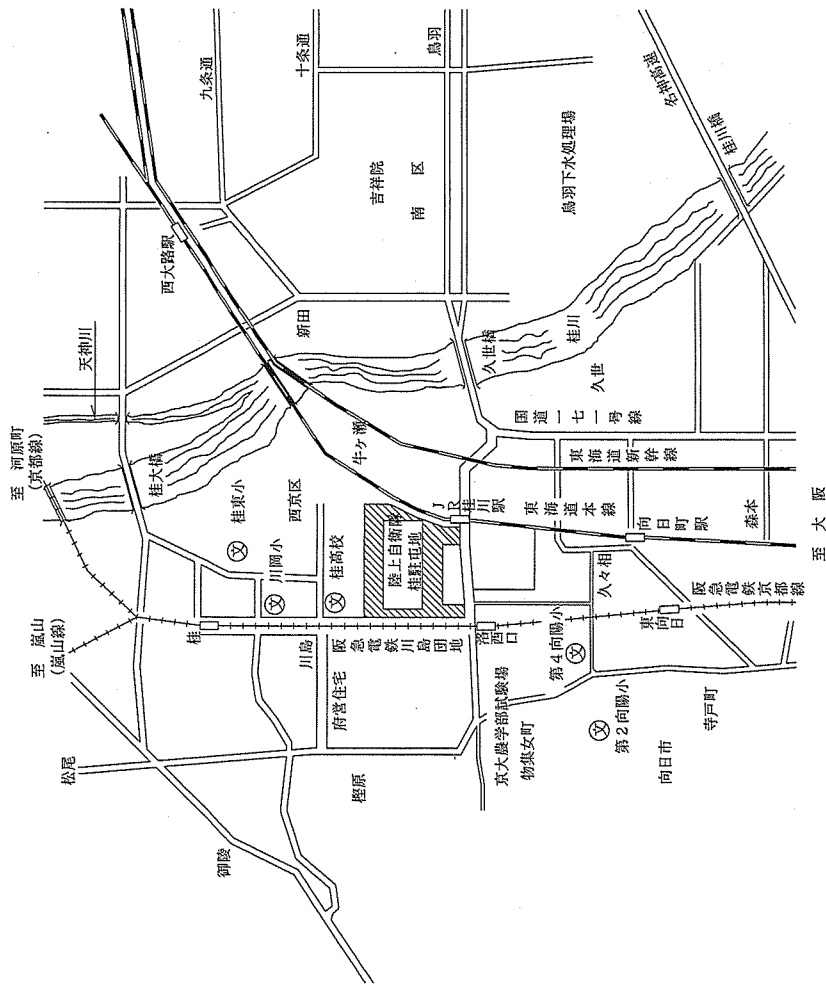 至 河原町
（京都線）
至 嵐山
（嵐山線）
松尾
御陵
樫原
天神川
桂大橋
西大路駅
九条通
十条通
鳥羽
吉祥院
南区
新田
鳥羽下水処理場
名神高速
桂川橋
桂川
久世橋
久世
国道一七一号線
東海道新幹線
牛ヶ瀬
西京区
桂東小
文
川岡小
文
桂高校
文
陸上自衛隊
桂駐屯地
JR桂川駅
東海道本線
向日町駅
森本
至 大阪
桂
川島
阪急電鉄川島団地
府営住宅
洛西口
京大農学部試験場
物集女町
第4向陽小
文
第2向陽小
文
久々相
東向日
阪急電鉄京都線
向日市
寺戸町